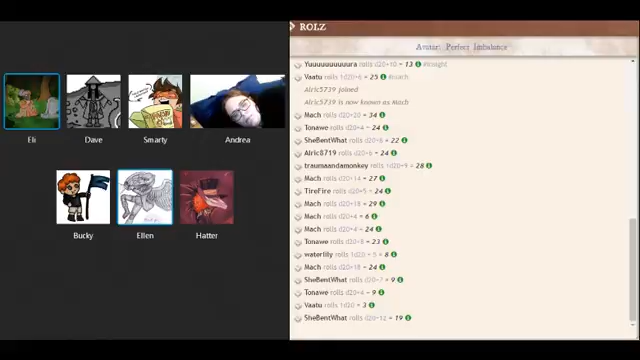 ROLZ
Avatar: Perfect Imbalance
Eli
Dave
Smarty
Andrea
Bucky
Ellen
Hatter
Yuuuuuuuuuura rolls d20+10 = 13 #insight
Vaatu rolls 1d20+6 = 25 #mach
Alric5739 joined
Alric5739 is now known as Mach
Mach rolls d20+20 = 34
Tonawe rolls d20+4 = 24
SheBentWhat rolls d20+6 = 22
Alric8719 rolls d20+6 = 24
traumaandamonkey rolls 1d20+9 = 28
Mach rolls d20+14 = 27
TireFire rolls d20+5 = 24
Mach rolls d20+18 = 29
Mach rolls d20+4 = 6
Mach rolls d20+4 = 24
Tonawe rolls d20+8 = 23
waterlily rolls 1d20 + 5 = 8
Mach rolls d20+18 = 24
SheBentWhat rolls d20+7 = 9
Tonawe rolls d20+4 = 9
Vaatu rolls 1d20 = 3
SheBentWhat rolls d20+12 = 19